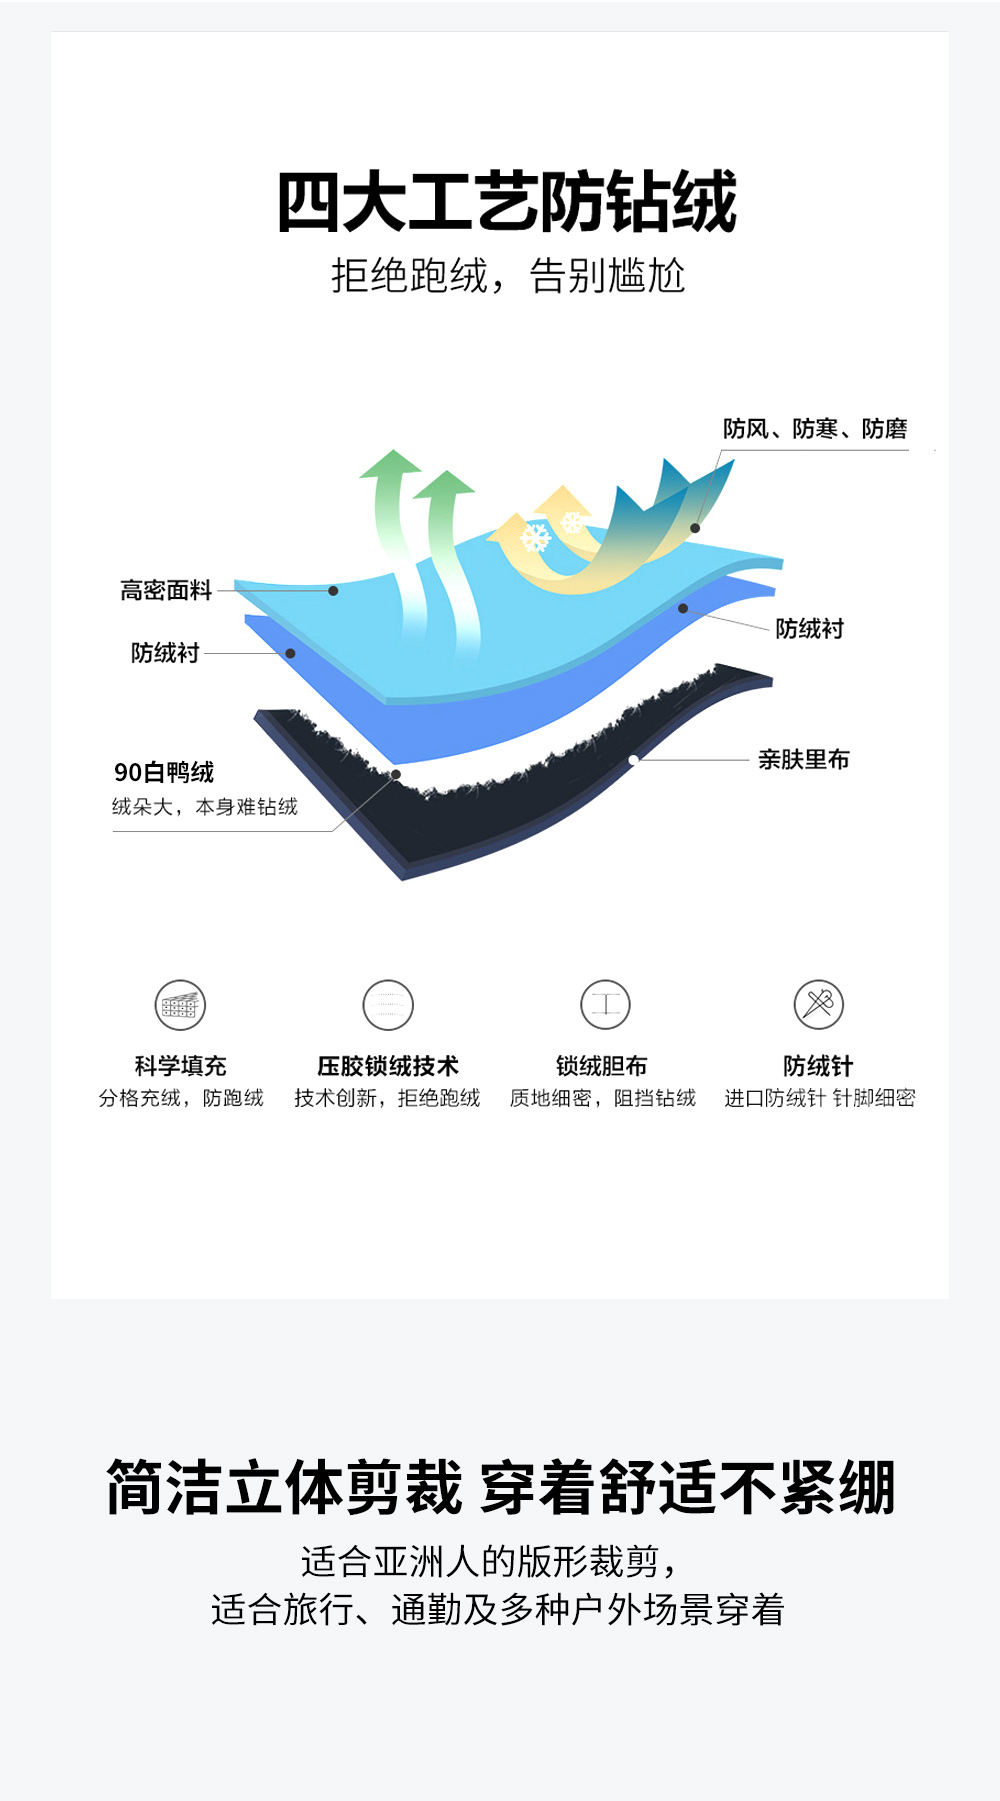 四大工艺防钻绒
拒绝跑绒，告别尴尬
防风、防寒、防磨
高密面料
防绒衬
防绒衬
90白鸭绒
绒朵大，本身难钻绒
亲肤里布
科学填充
分格充绒，防跑绒
压胶锁绒技术
技术创新，拒绝跑绒
锁绒胆布
质地细密，阻挡钻绒
防绒针
进口防绒针 针脚细密
简洁立体剪裁 穿着舒适不紧绷
适合亚洲人的版形裁剪，
适合旅行、通勤及多种户外场景穿着